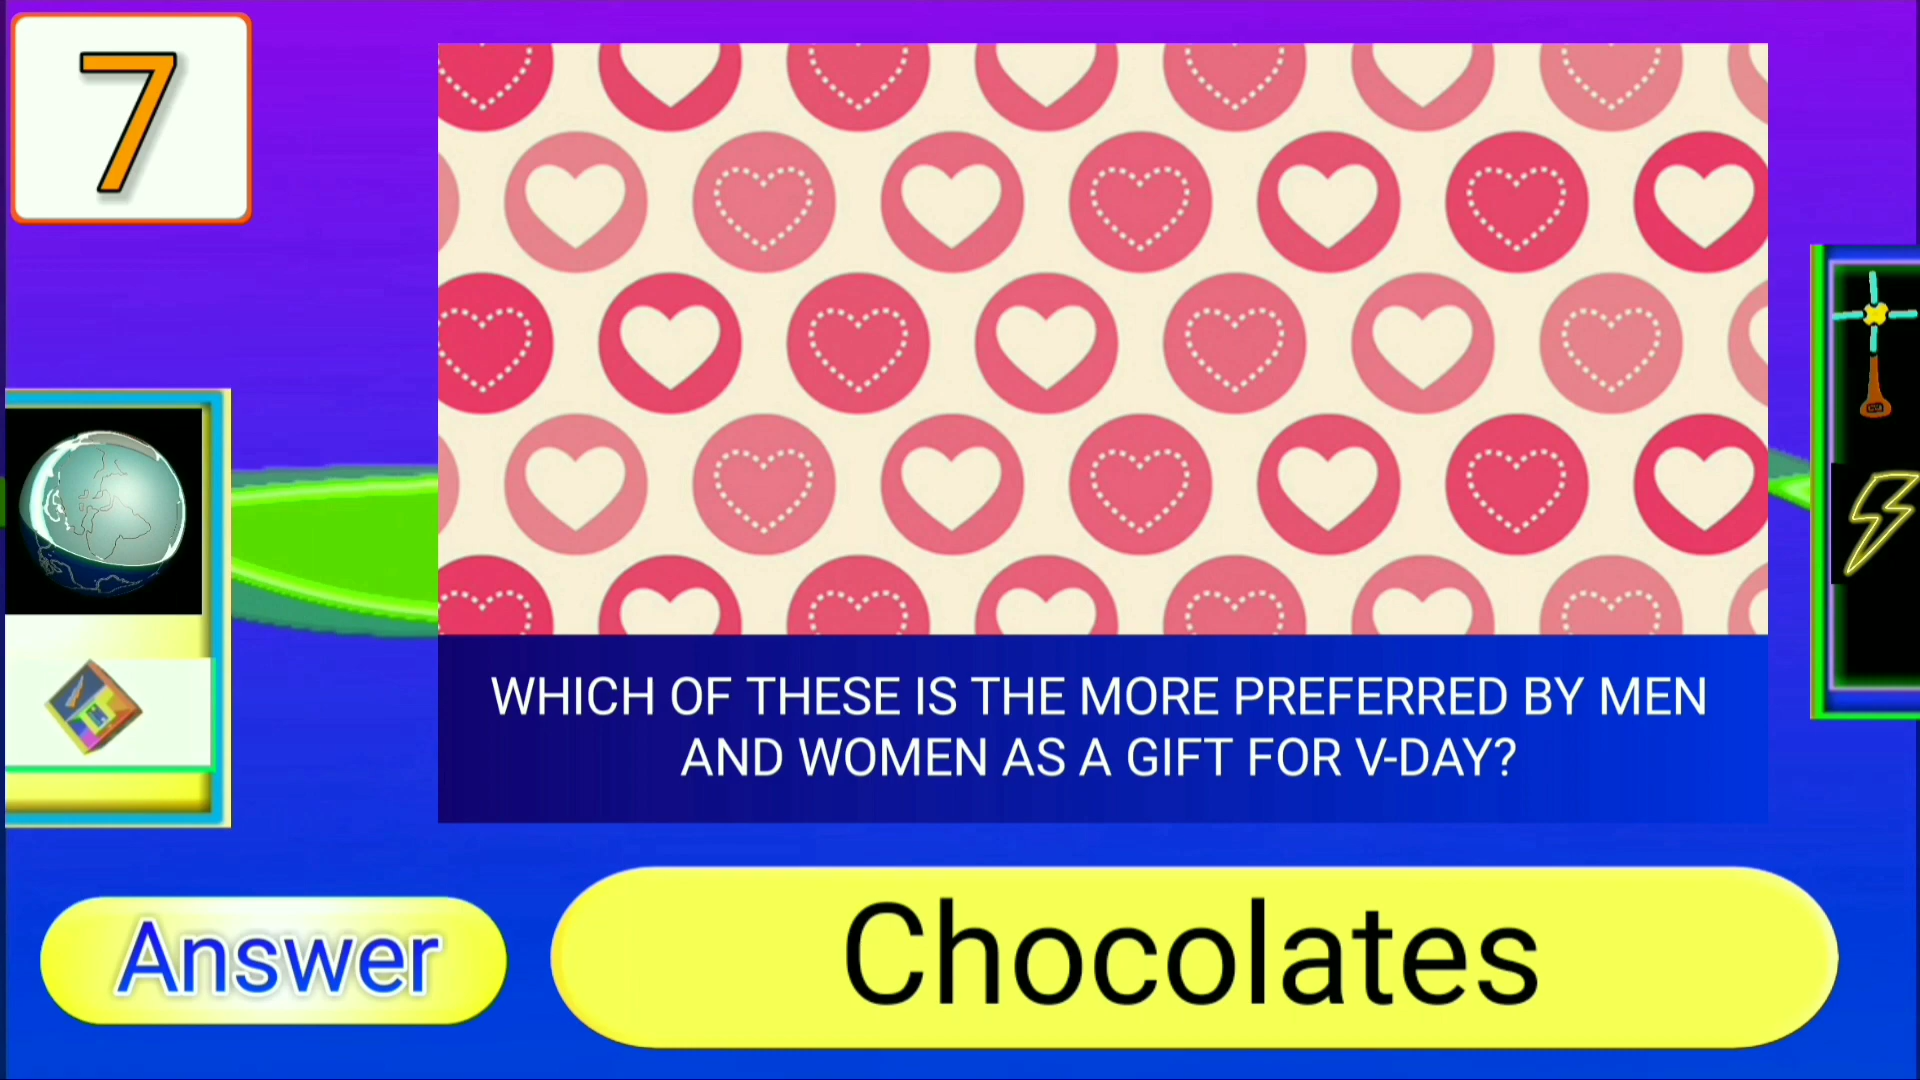 7
WHICH OF THESE IS THE MORE PREFERRED BY MEN
AND WOMEN AS A GIFT FOR V-DAY?
Answer
Chocolates